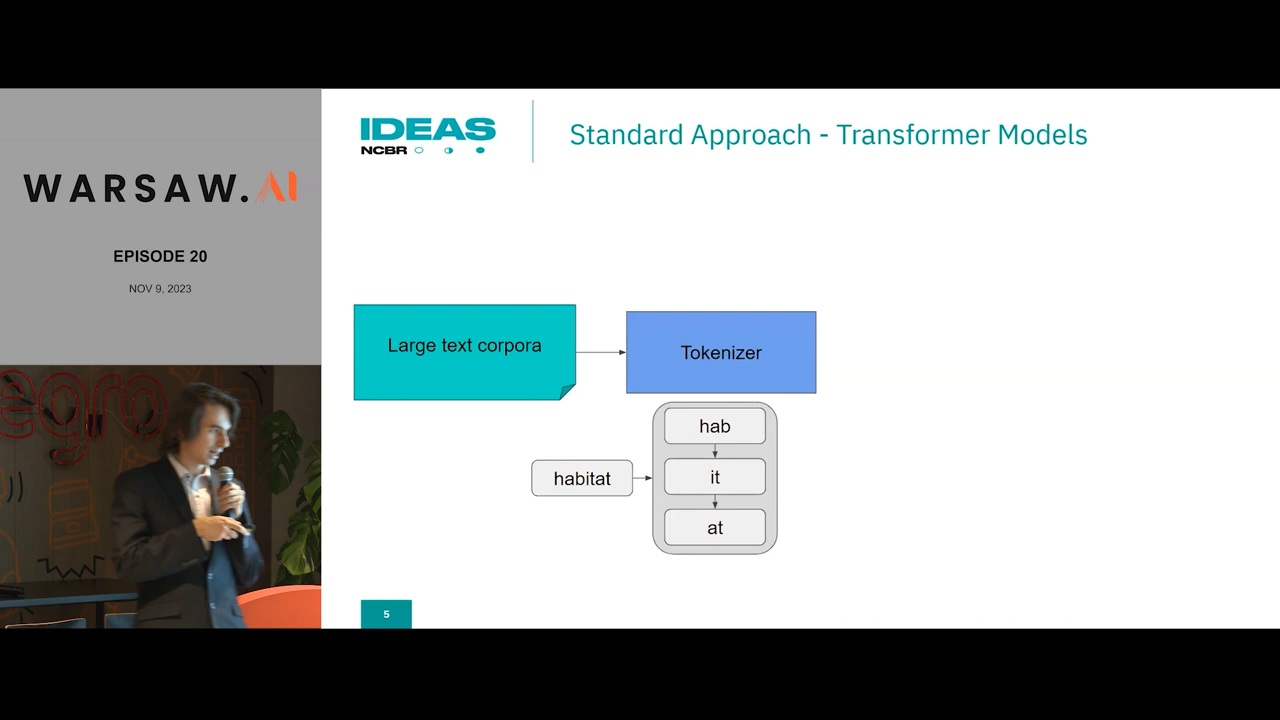 WARSAW.AI
EPISODE 20
NOV 9, 2023
egro
IDEAS
NCBR
Standard Approach - Transformer Models
Large text corpora
Tokenizer
habitat
hab
it
at
5